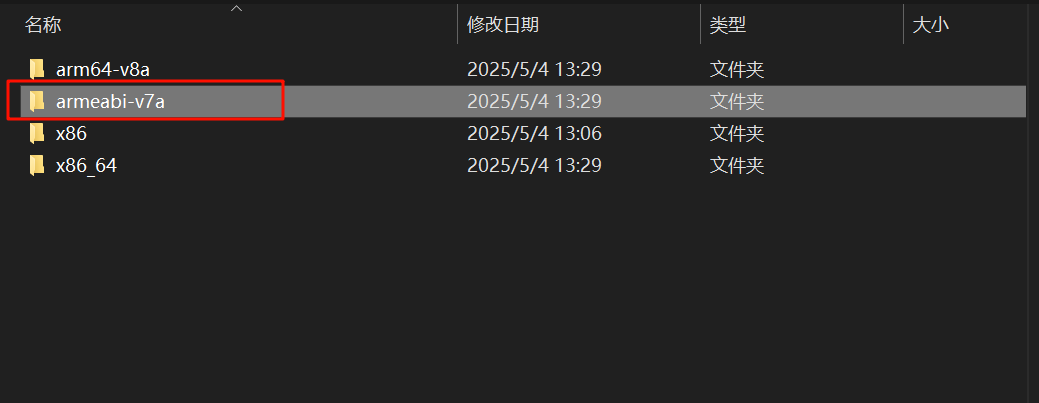 名称 修改日期 类型 大小
arm64-v8a 2025/5/4 13:29 文件夹
armeabi-v7a 2025/5/4 13:29 文件夹
x86 2025/5/4 13:06 文件夹
x86_64 2025/5/4 13:29 文件夹